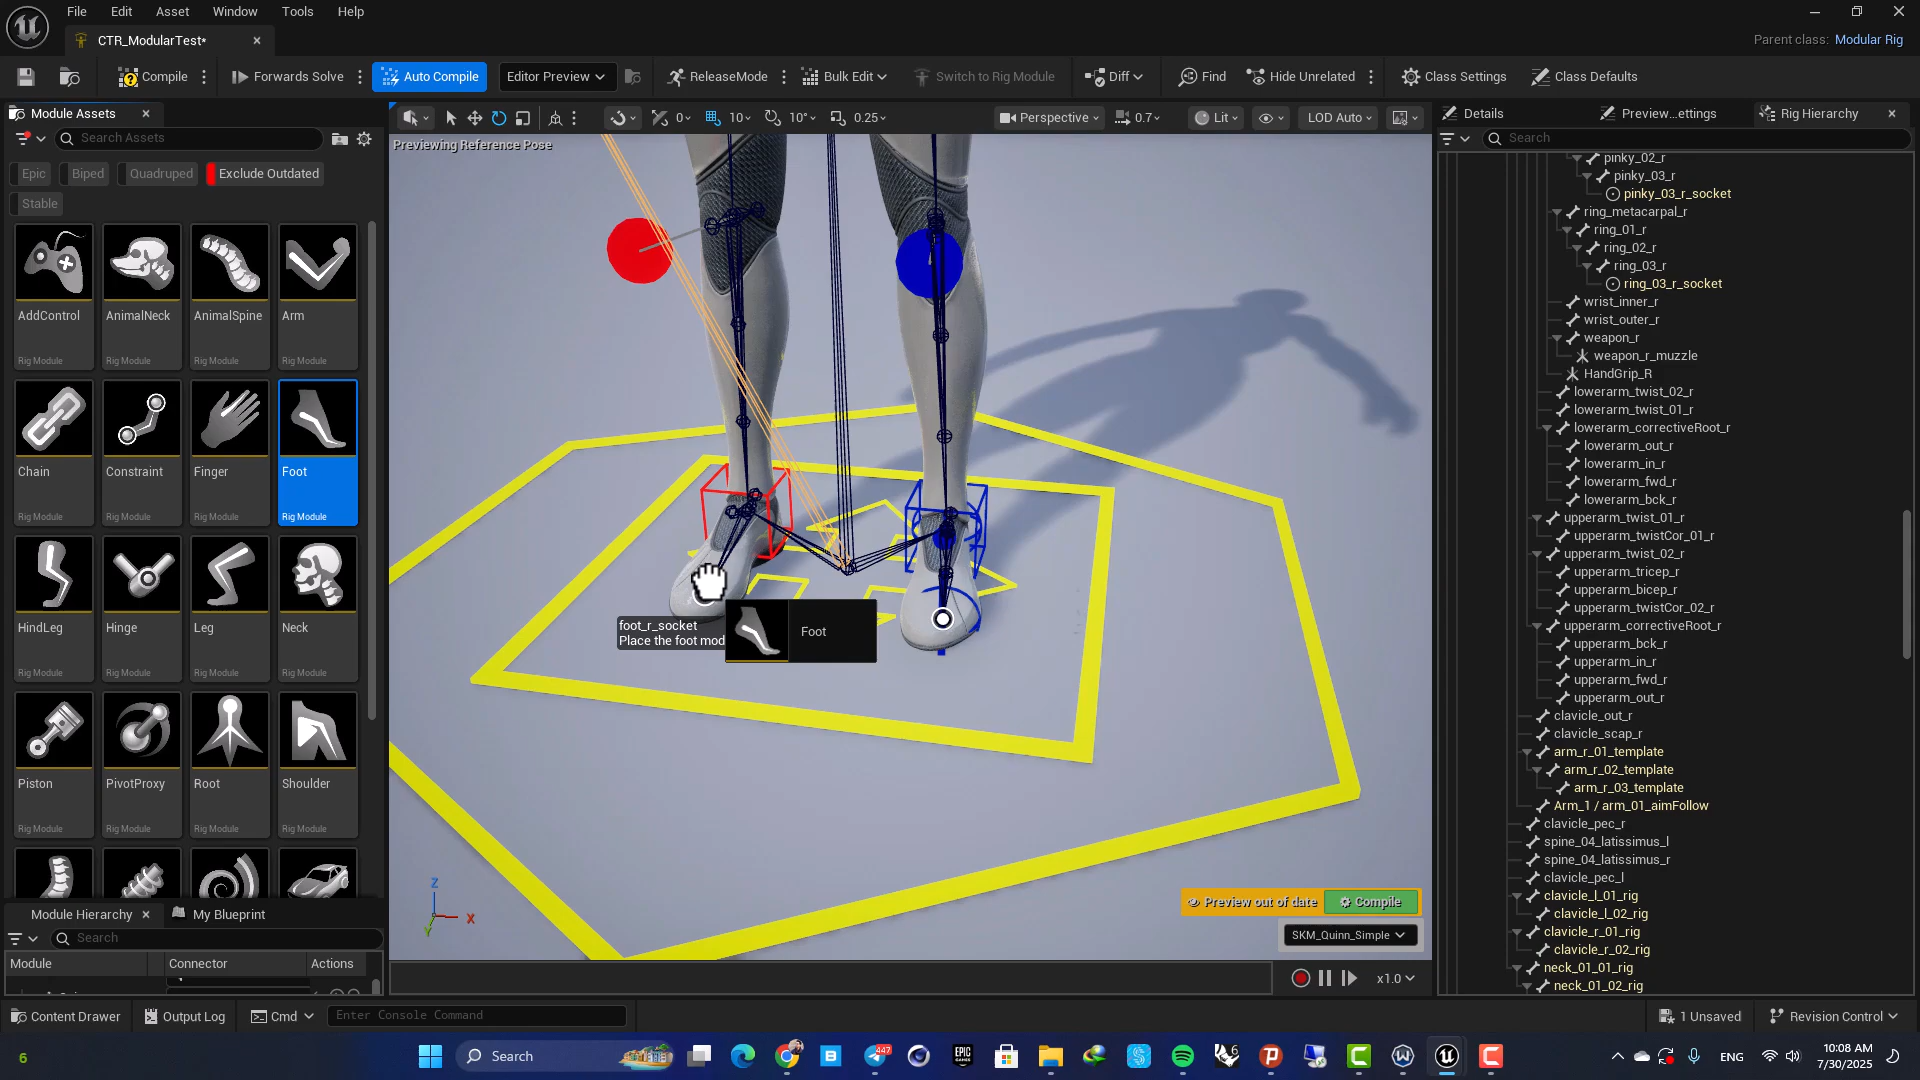 File Edit Asset Window Tools Help
CTR_ModularTest*
Parent class: Modular Rig
Compile Forwards Solve Auto Compile Editor Preview ReleaseMode Bulk Edit Switch to Rig Module Diff Find Hide Unrelated Class Settings Class Defaults
Module Assets
Search Assets
Epic Biped Quadruped Exclude Outdated
Stable
AddControl AnimalNeck AnimalSpine Arm
Rig Module Rig Module Rig Module Rig Module
Chain Constraint Finger Foot
Rig Module Rig Module Rig Module Rig Module
HindLeg Hinge Leg Neck
Rig Module Rig Module Rig Module Rig Module
Piston PivotProxy Root Shoulder
Rig Module Rig Module Rig Module Rig Module
Module Hierarchy My Blueprint
Search
Module Connector Actions
0 10 10° 0.25 Perspective 0.7 Lit LOD Auto
Previewing Reference Pose
foot_r_socket
Place the foot mod
Foot
Z
X
Y
Preview out of date Compile
SKM_Quinn_Simple
x1.0
Details Preview...ettings Rig Hierarchy
Search
pinky_02_r
pinky_03_r
pinky_03_r_socket
ring_metacarpal_r
ring_01_r
ring_02_r
ring_03_r
ring_03_r_socket
wrist_inner_r
wrist_outer_r
weapon_r
weapon_r_muzzle
HandGrip_R
lowerarm_twist_02_r
lowerarm_twist_01_r
lowerarm_correctiveRoot_r
lowerarm_out_r
lowerarm_in_r
lowerarm_fwd_r
lowerarm_bck_r
upperarm_twist_01_r
upperarm_twistCor_01_r
upperarm_twist_02_r
upperarm_tricep_r
upperarm_bicep_r
upperarm_twistCor_02_r
upperarm_correctiveRoot_r
upperarm_bck_r
upperarm_in_r
upperarm_fwd_r
upperarm_out_r
clavicle_out_r
clavicle_scap_r
arm_r_01_template
arm_r_02_template
arm_r_03_template
Arm_1 / arm_01_aimFollow
clavicle_pec_r
spine_04_latissimus_l
spine_04_latissimus_r
clavicle_pec_l
clavicle_l_01_rig
clavicle_l_02_rig
clavicle_r_01_rig
clavicle_r_02_rig
neck_01_01_rig
neck_01_02_rig
Content Drawer Output Log Cmd Enter Console Command 1 Unsaved Revision Control
6
Search
447
ENG
10:08 AM
7/30/2025